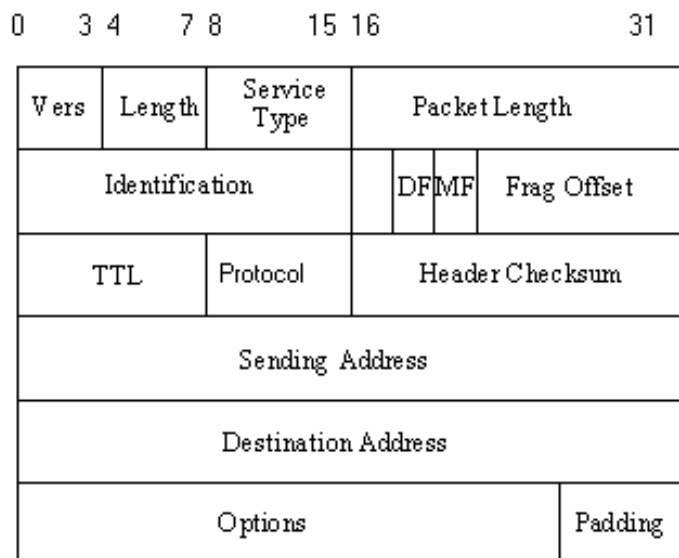 0 3 4 7 8 15 16 31
Vers Length Service Type Packet Length
Identification DF MF Frag Offset
TTL Protocol Header Checksum
Sending Address
Destination Address
Options Padding